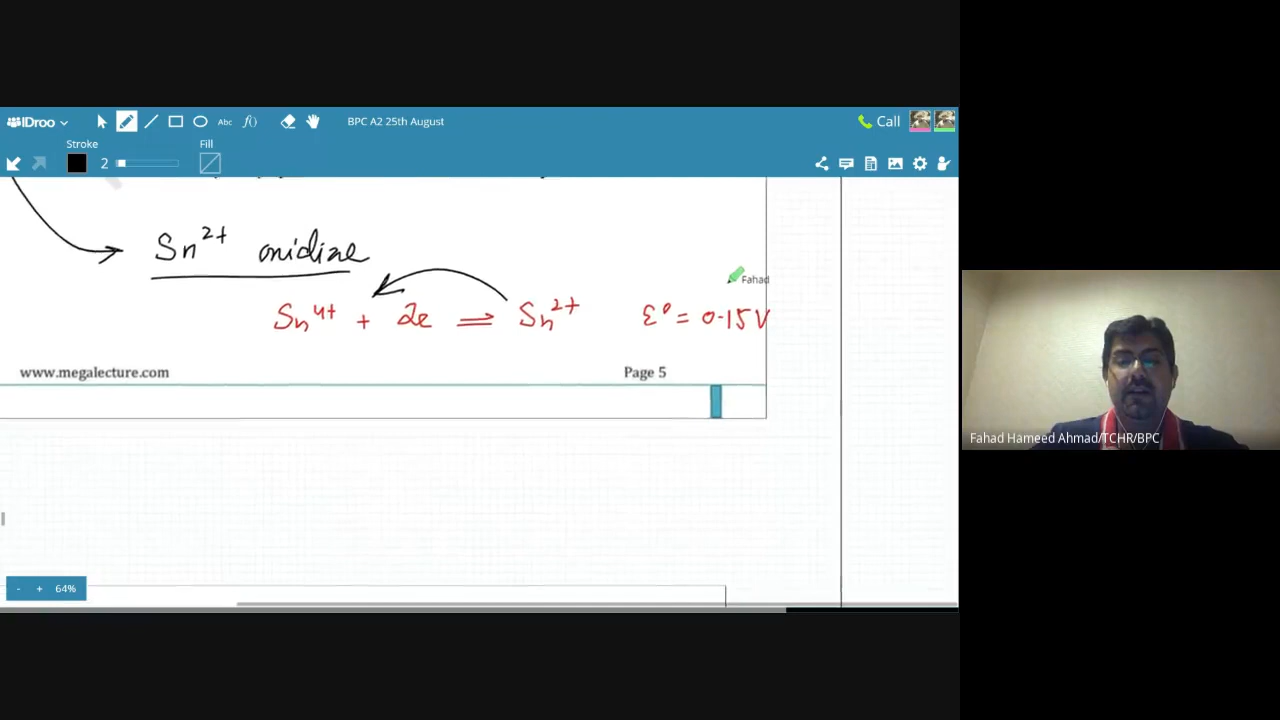 IDroo
Abc
f()
BPC A2 25th August
Call
Stroke
Fill
2
Sn²⁺ oxidize
Fahad
Sn⁴⁺ + 2e ⇌ Sn²⁺ E° = 0.15V
www.megalecture.com
Page 5
Fahad Hameed Ahmad/TCHR/BPC
- + 64%